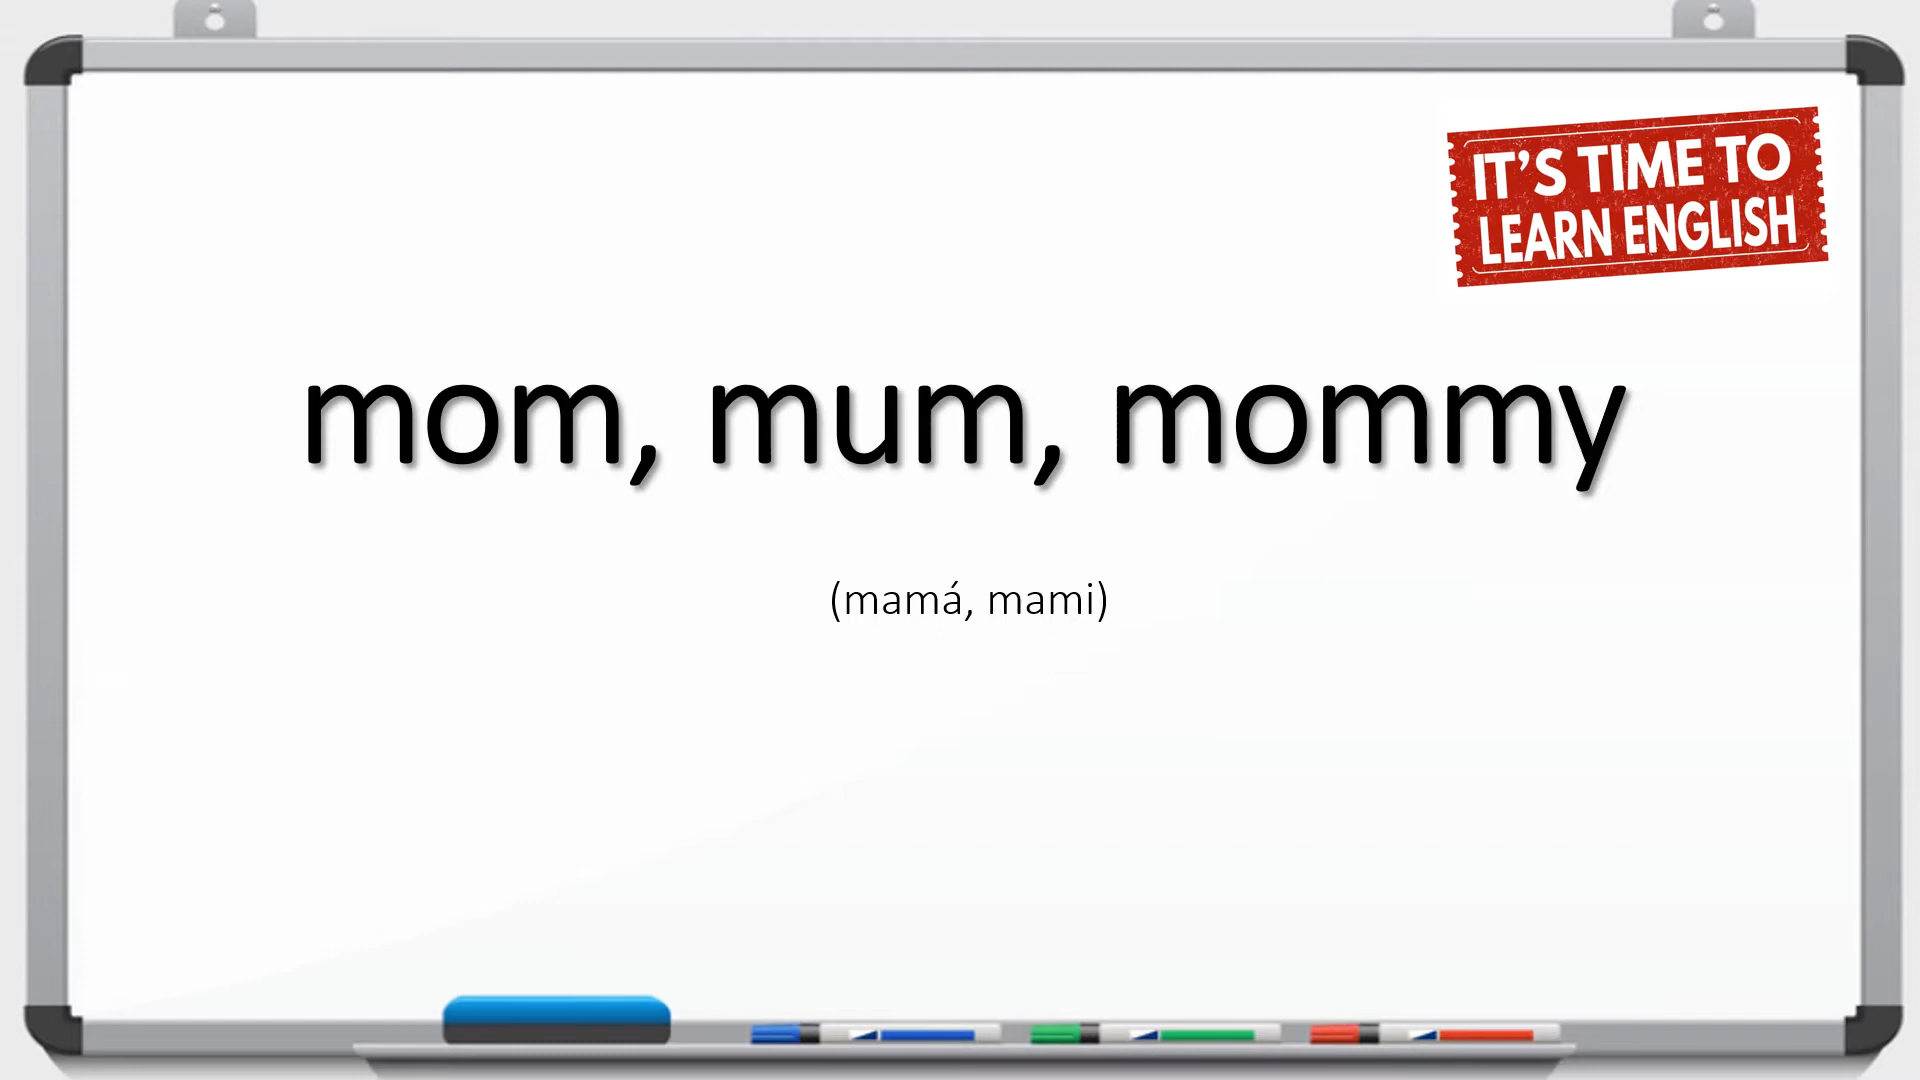 IT'S TIME TO
LEARN ENGLISH
mom, mum, mommy
(mamá, mami)